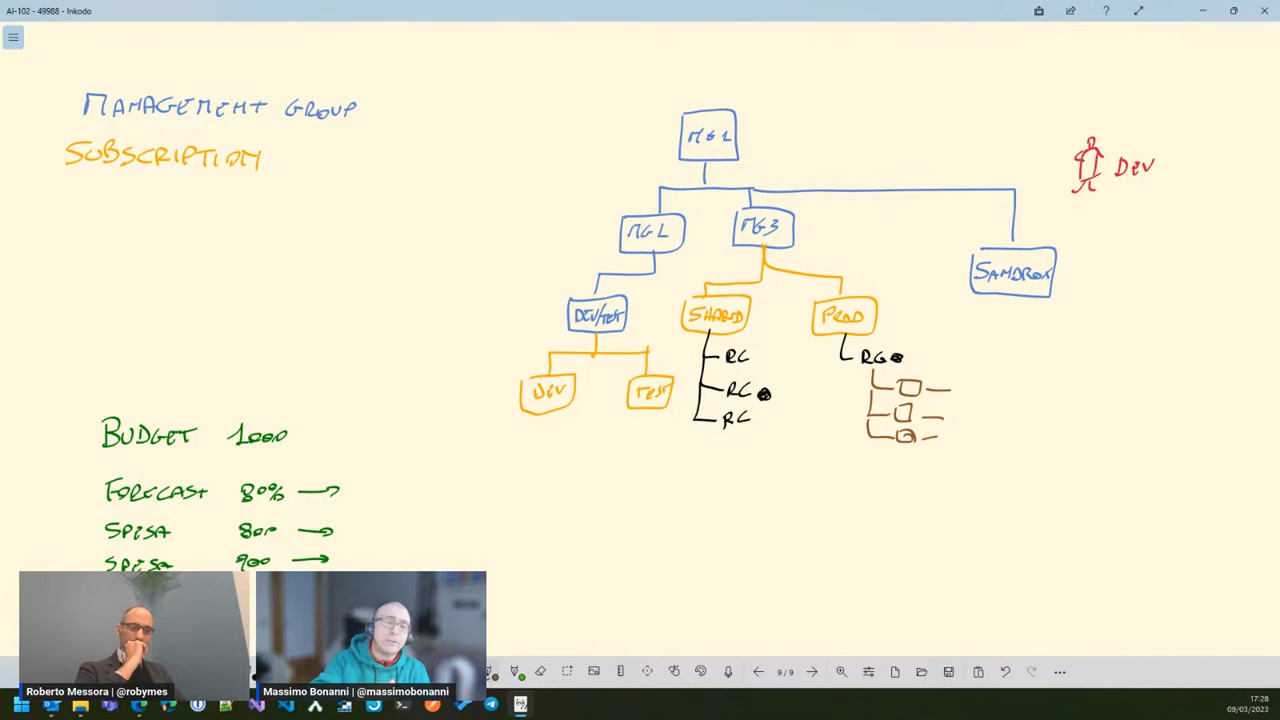 AI-102 - 49988 - Inkodo
MANAGEMENT GROUP
SUBSCRIPTION
MG1
DEV
MG2
MG3
SANDBOX
DEV/TEST
SHARED
PROD
RG
RG
RG
RG
DEV
TEST
BUDGET 1000
FORECAST 80%
SPESA 800
SPESA 900
Roberto Messora | @robymes
Massimo Bonanni | @massimobonanni
9/9
17:28
09/03/2023